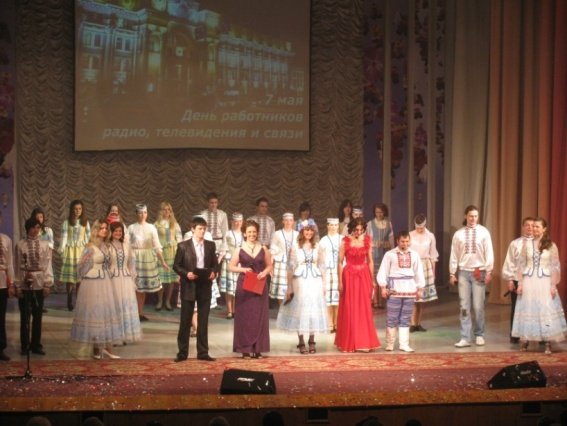 7 мая
День работников
радио, телевидения и связи